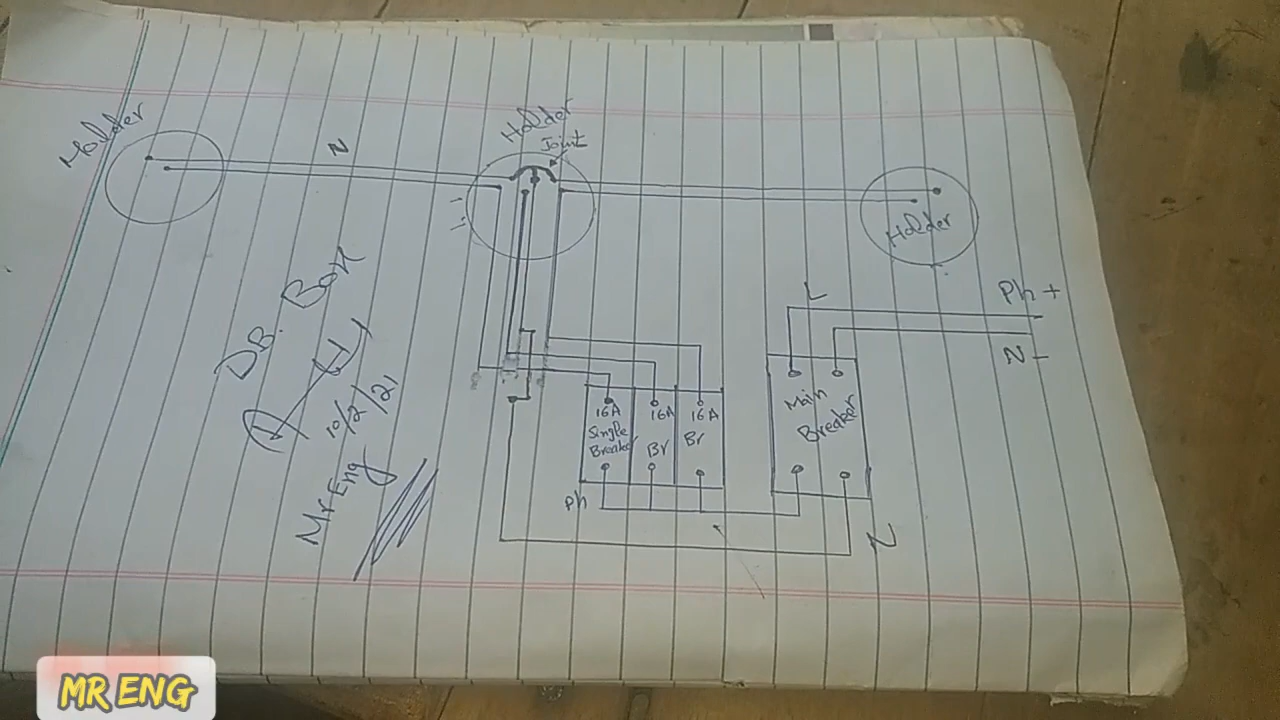 Holder
N
Holder
Joint
Holder
L
Ph +
N -
DB. Box
10/2/21
Mr Eng
16A
Single
Breaker
16A
Br
16A
Br
Main
Breaker
Ph
N
MR ENG